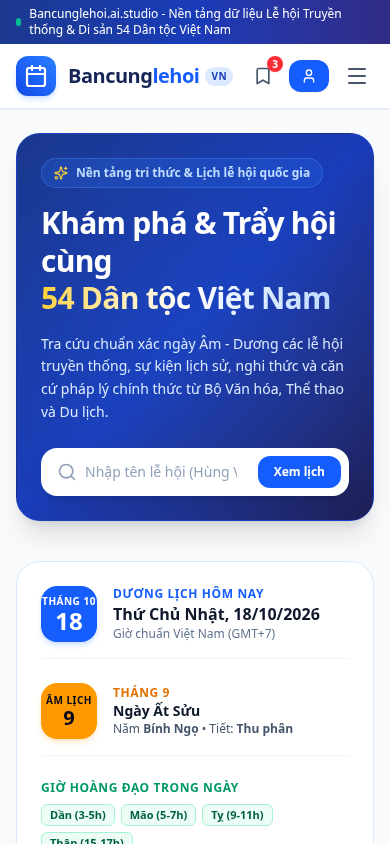 Bancunglehoi.ai.studio - Nền tảng dữ liệu Lễ hội Truyền
thống & Di sản 54 Dân tộc Việt Nam
Bancunglehoi VN
3
Nền tảng tri thức & Lịch lễ hội quốc gia
Khám phá & Trẩy hội
cùng
54 Dân tộc Việt Nam
Tra cứu chuẩn xác ngày Âm - Dương các lễ hội
truyền thống, sự kiện lịch sử, nghi thức và căn
cứ pháp lý chính thức từ Bộ Văn hóa, Thể thao
và Du lịch.
Nhập tên lễ hội (Hùng
Xem lịch
THÁNG 10
18
DƯƠNG LỊCH HÔM NAY
Thứ Chủ Nhật, 18/10/2026
Giờ chuẩn Việt Nam (GMT+7)
ÂM LỊCH
9
THÁNG 9
Ngày Ất Sửu
Năm Bính Ngọ • Tiết: Thu phân
GIỜ HOÀNG ĐẠO TRONG NGÀY
Dần (3-5h) Mão (5-7h) Tỵ (9-11h)
Thân (15-17h)